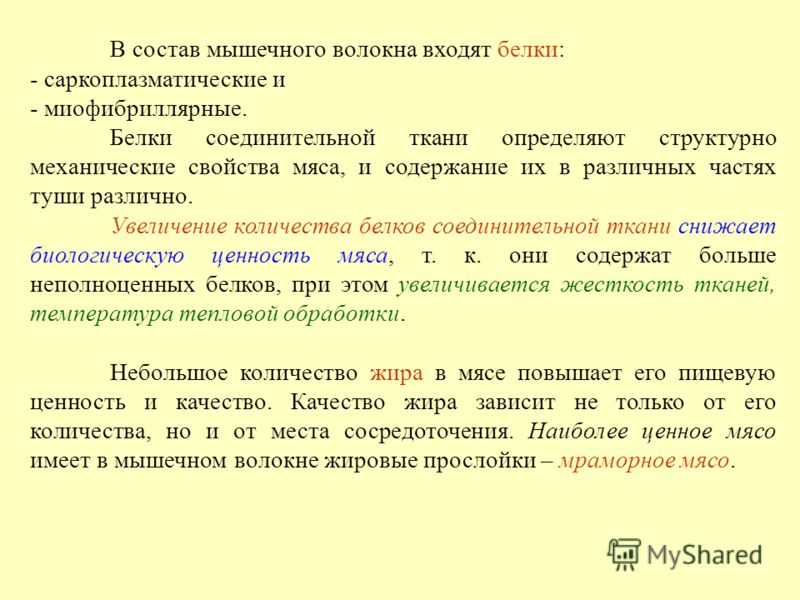 В состав мышечного волокна входят белки:
- саркоплазматические и
- миофибриллярные.
Белки соединительной ткани определяют структурно
механические свойства мяса, и содержание их в различных частях
туши различно.
Увеличение количества белков соединительной ткани снижает
биологическую ценность мяса, т. к. они содержат больше
неполноценных белков, при этом увеличивается жесткость тканей,
температура тепловой обработки.
Небольшое количество жира в мясе повышает его пищевую
ценность и качество. Качество жира зависит не только от его
количества, но и от места сосредоточения. Наиболее ценное мясо
имеет в мышечном волокне жировые прослойки – мраморное мясо.
MyShared